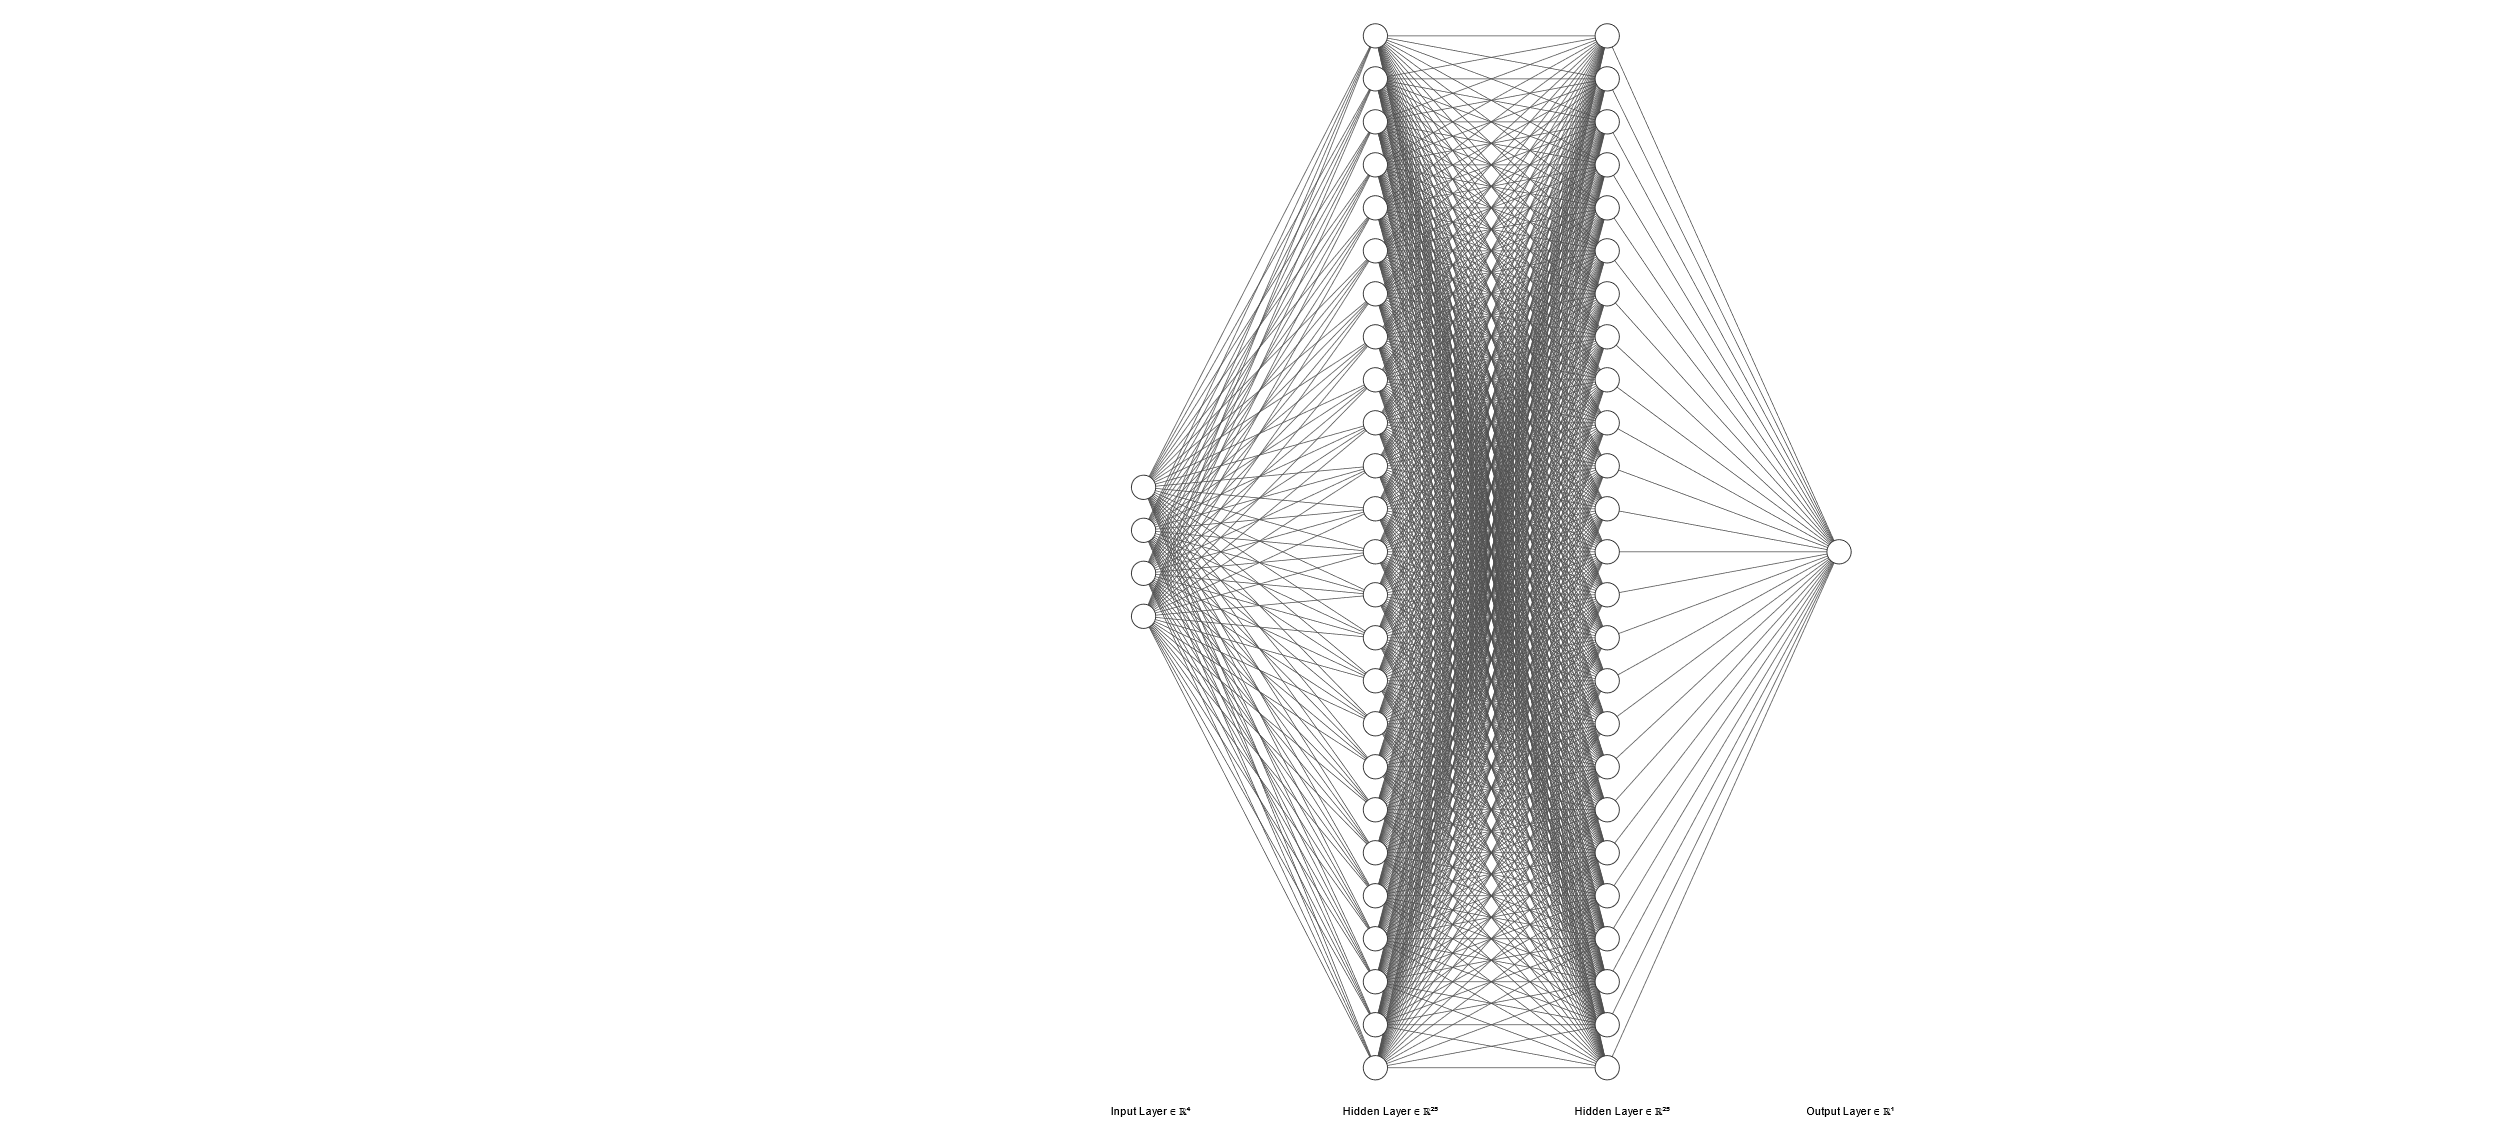 Input Layer ∈ ℝ⁴
Hidden Layer ∈ ℝ²⁵
Hidden Layer ∈ ℝ²⁵
Output Layer ∈ ℝ¹